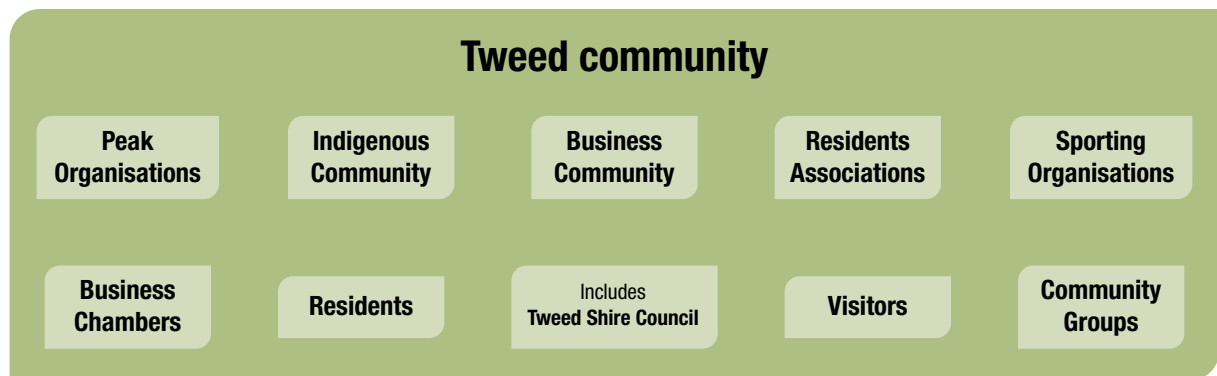 Tweed community
Peak
Organisations
Indigenous
Community
Business
Community
Residents
Associations
Sporting
Organisations
Business
Chambers
Residents
Includes
Tweed Shire Council
Visitors
Community
Groups